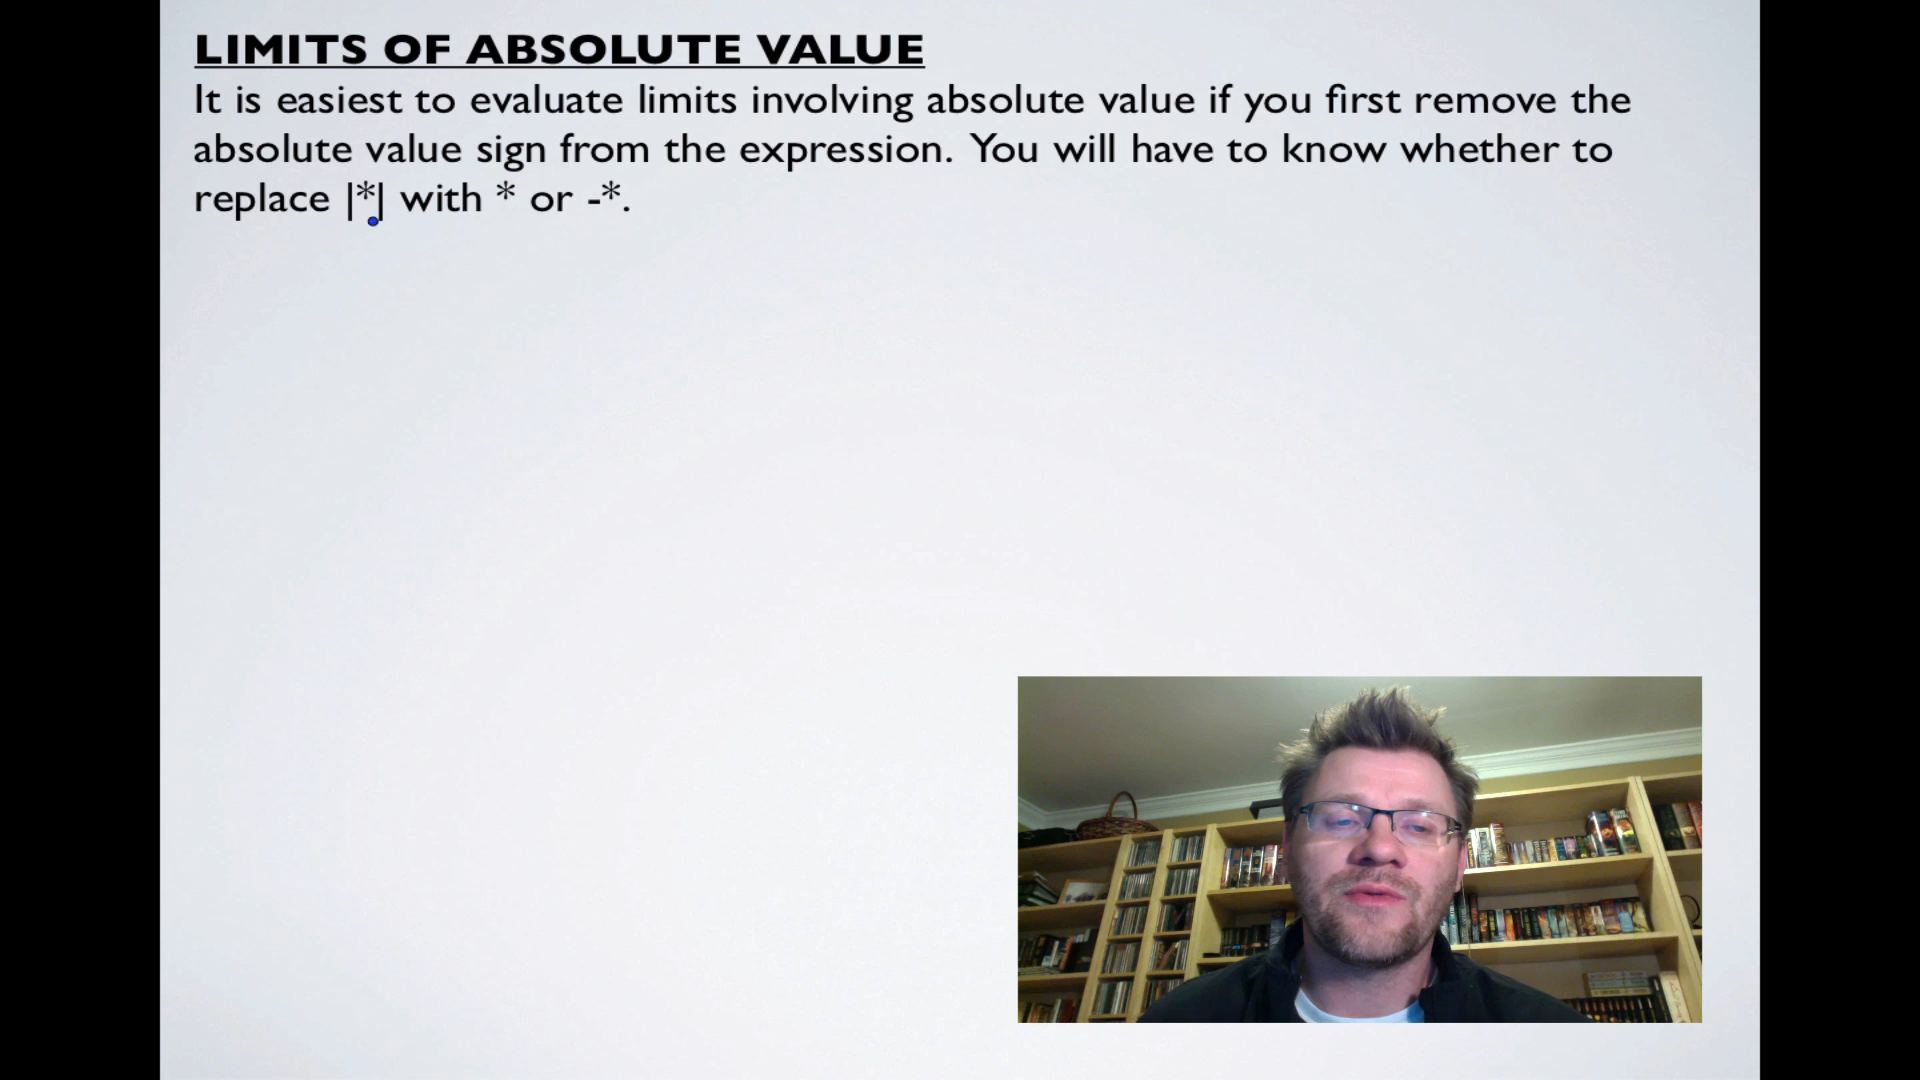 LIMITS OF ABSOLUTE VALUE
It is easiest to evaluate limits involving absolute value if you first remove the
absolute value sign from the expression. You will have to know whether to
replace |*| with * or -*.